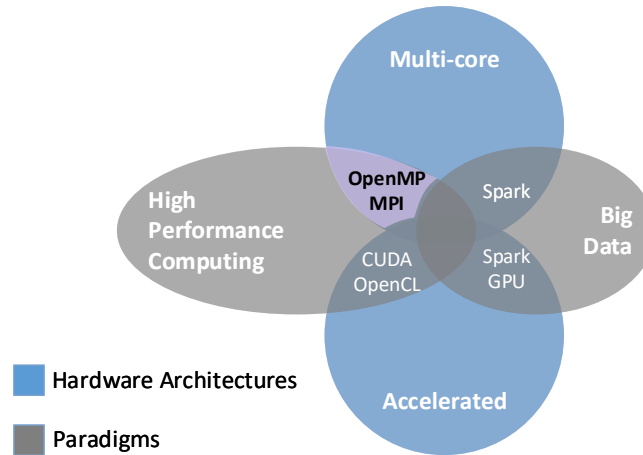 Multi-core
OpenMP
MPI
Spark
High
Performance
Computing
Big
Data
CUDA
OpenCL
Spark
GPU
Hardware Architectures
Accelerated
Paradigms